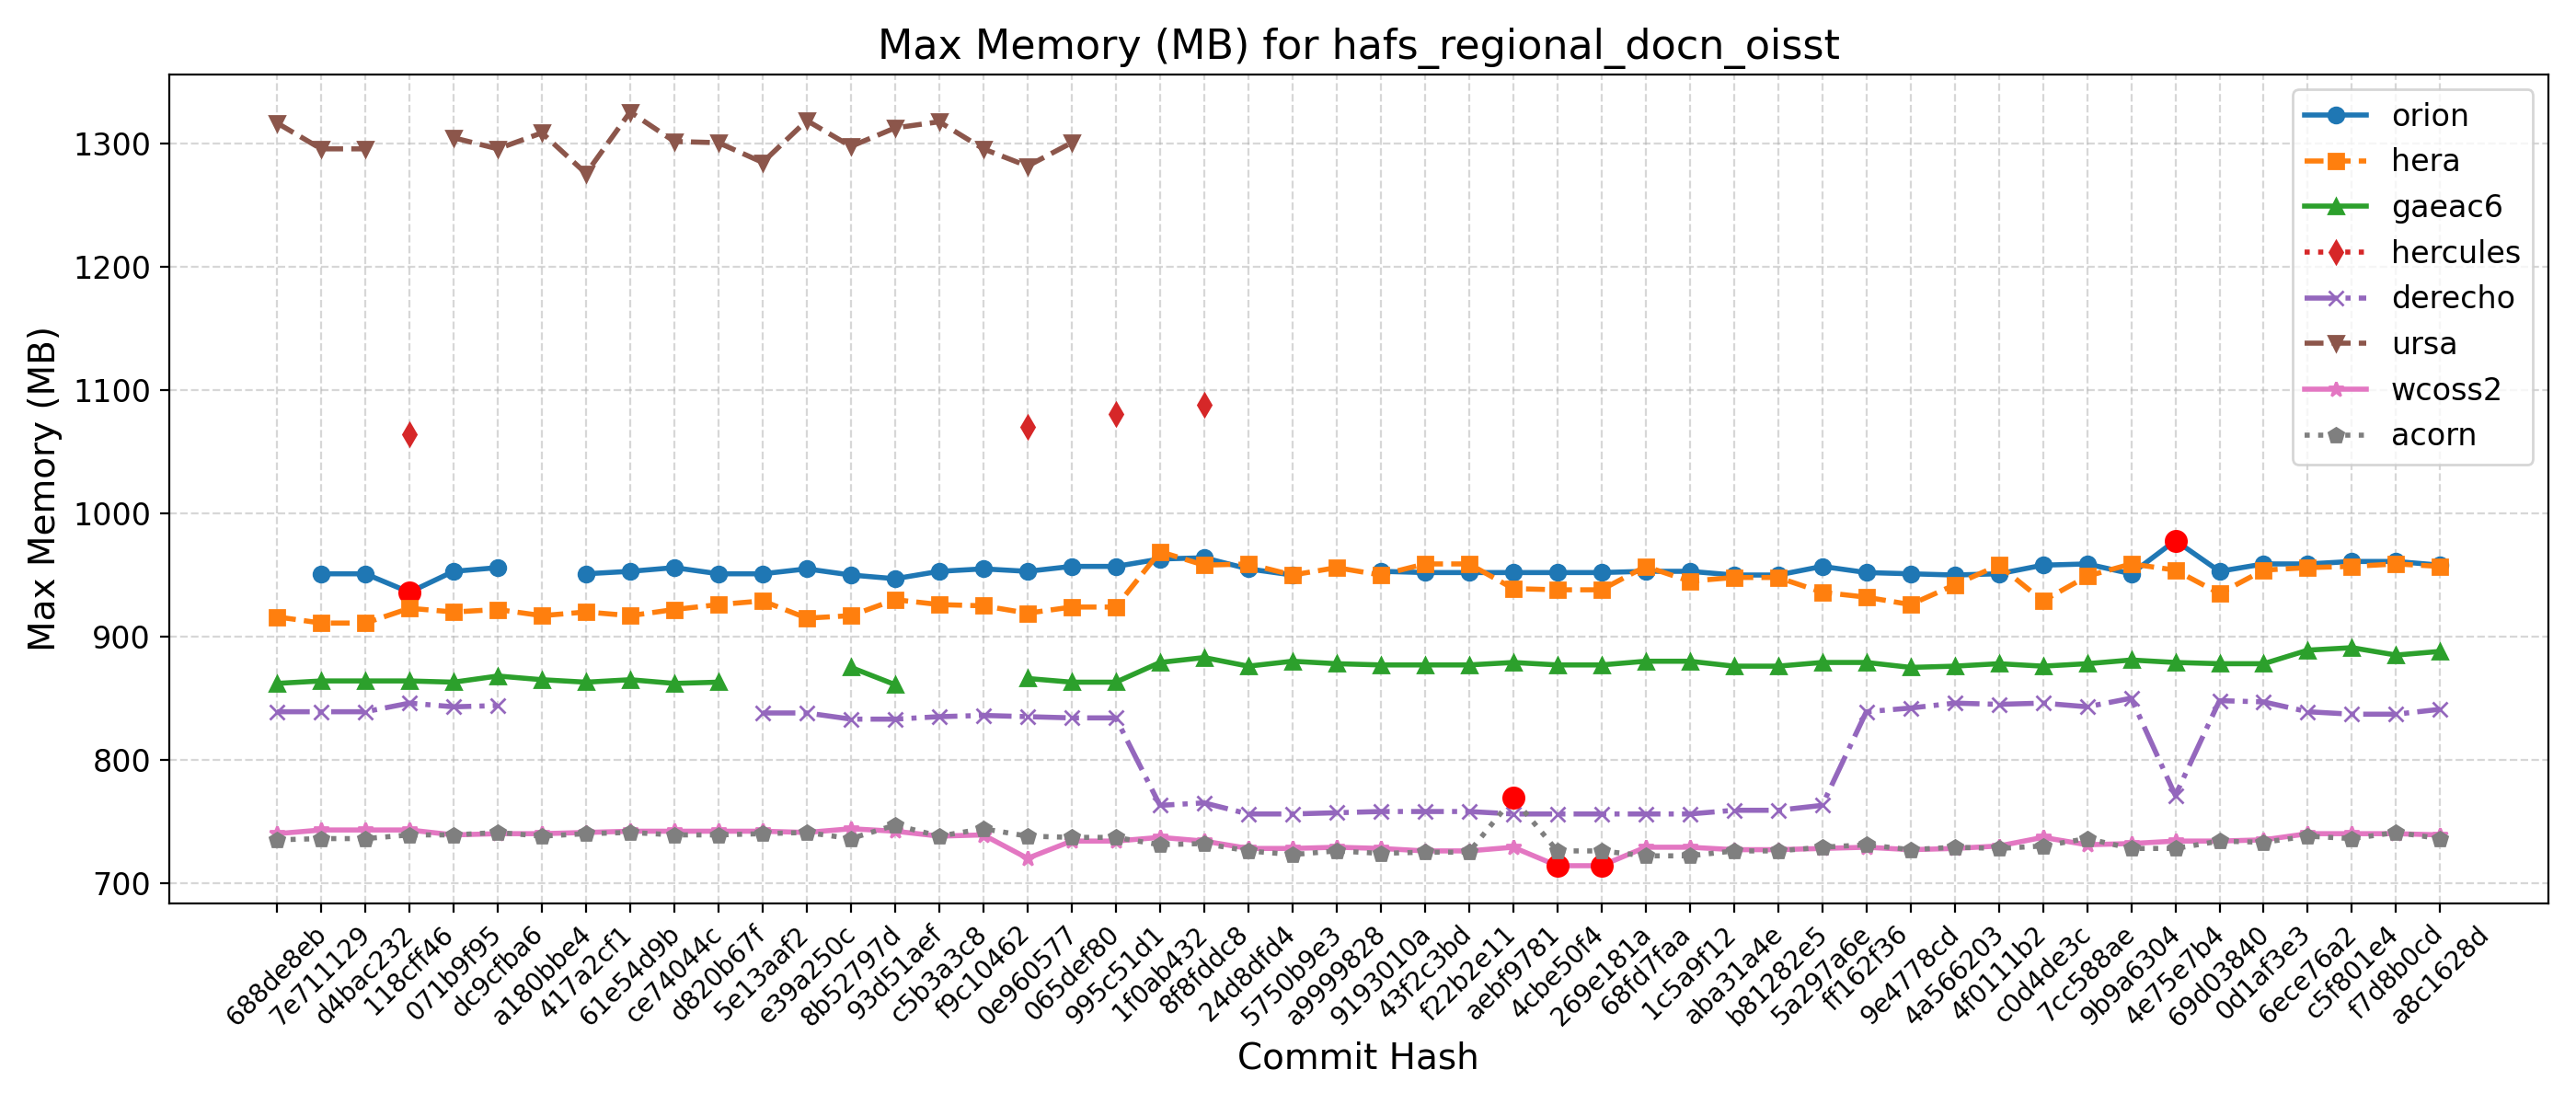 Max Memory (MB) for hafs_regional_docn_oisst
Max Memory (MB)
1300
1200
1100
1000
900
800
700
orion
hera
gaeac6
hercules
derecho
ursa
wcoss2
acorn
688de8eb
7e711129
d4bac232
118cff46
071b9f95
dc9cfba6
a180bbe4
417a2cf1
61e54d9b
ce74044c
d820b67f
5e13aaf2
e39a250c
8b52797d
93d51aef
c5b3a3c8
f9c10462
0e960577
065def80
995c51d1
1f0ab432
8f8fddc8
24d8dfd4
5750b9e3
a9999828
9193010a
43f2c3bd
f22b2e11
aebf9781
4cbe50f4
269e181a
68fd7faa
1c5a9f12
aba31a4e
b81282e5
5a297a6e
ff162f36
9e4778cd
4a566203
4f0111b2
c0d4de3c
7cc588ae
9b9a6304
4e75e7b4
69d03840
0d1af3e3
6ece76a2
c5f801e4
f7d8b0cd
a8c1628d
Commit Hash